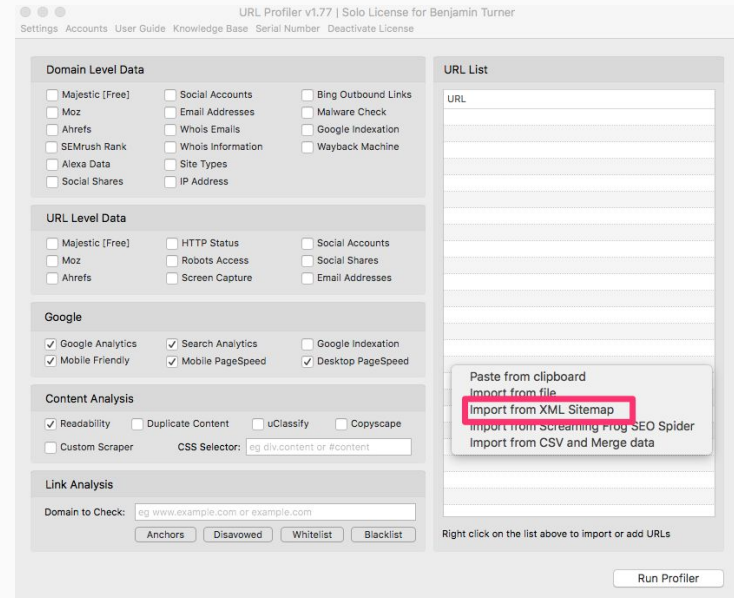 URL Profiler v1.77 | Solo License for Benjamin Turner
Settings Accounts User Guide Knowledge Base Serial Number Deactivate License
Domain Level Data
Majestic [Free] Social Accounts Bing Outbound Links
Moz Email Addresses Malware Check
Ahrefs Whois Emails Google Indexation
SEMrush Rank Whois Information Wayback Machine
Alexa Data Site Types
Social Shares IP Address
URL Level Data
Majestic [Free] HTTP Status Social Accounts
Moz Robots Access Social Shares
Ahrefs Screen Capture Email Addresses
Google
Google Analytics Search Analytics Google Indexation
Mobile Friendly Mobile PageSpeed Desktop PageSpeed
Content Analysis
Readability Duplicate Content uClassify Copyscape
Custom Scraper CSS Selector: eg div.content or #content
Link Analysis
Domain to Check: eg www.example.com or example.com
Anchors Disavowed Whitelist Blacklist
URL List
URL
Paste from clipboard
Import from file
Import from XML Sitemap
Import from Screaming Frog SEO Spider
Import from CSV and Merge data
Right click on the list above to import or add URLs
Run Profiler